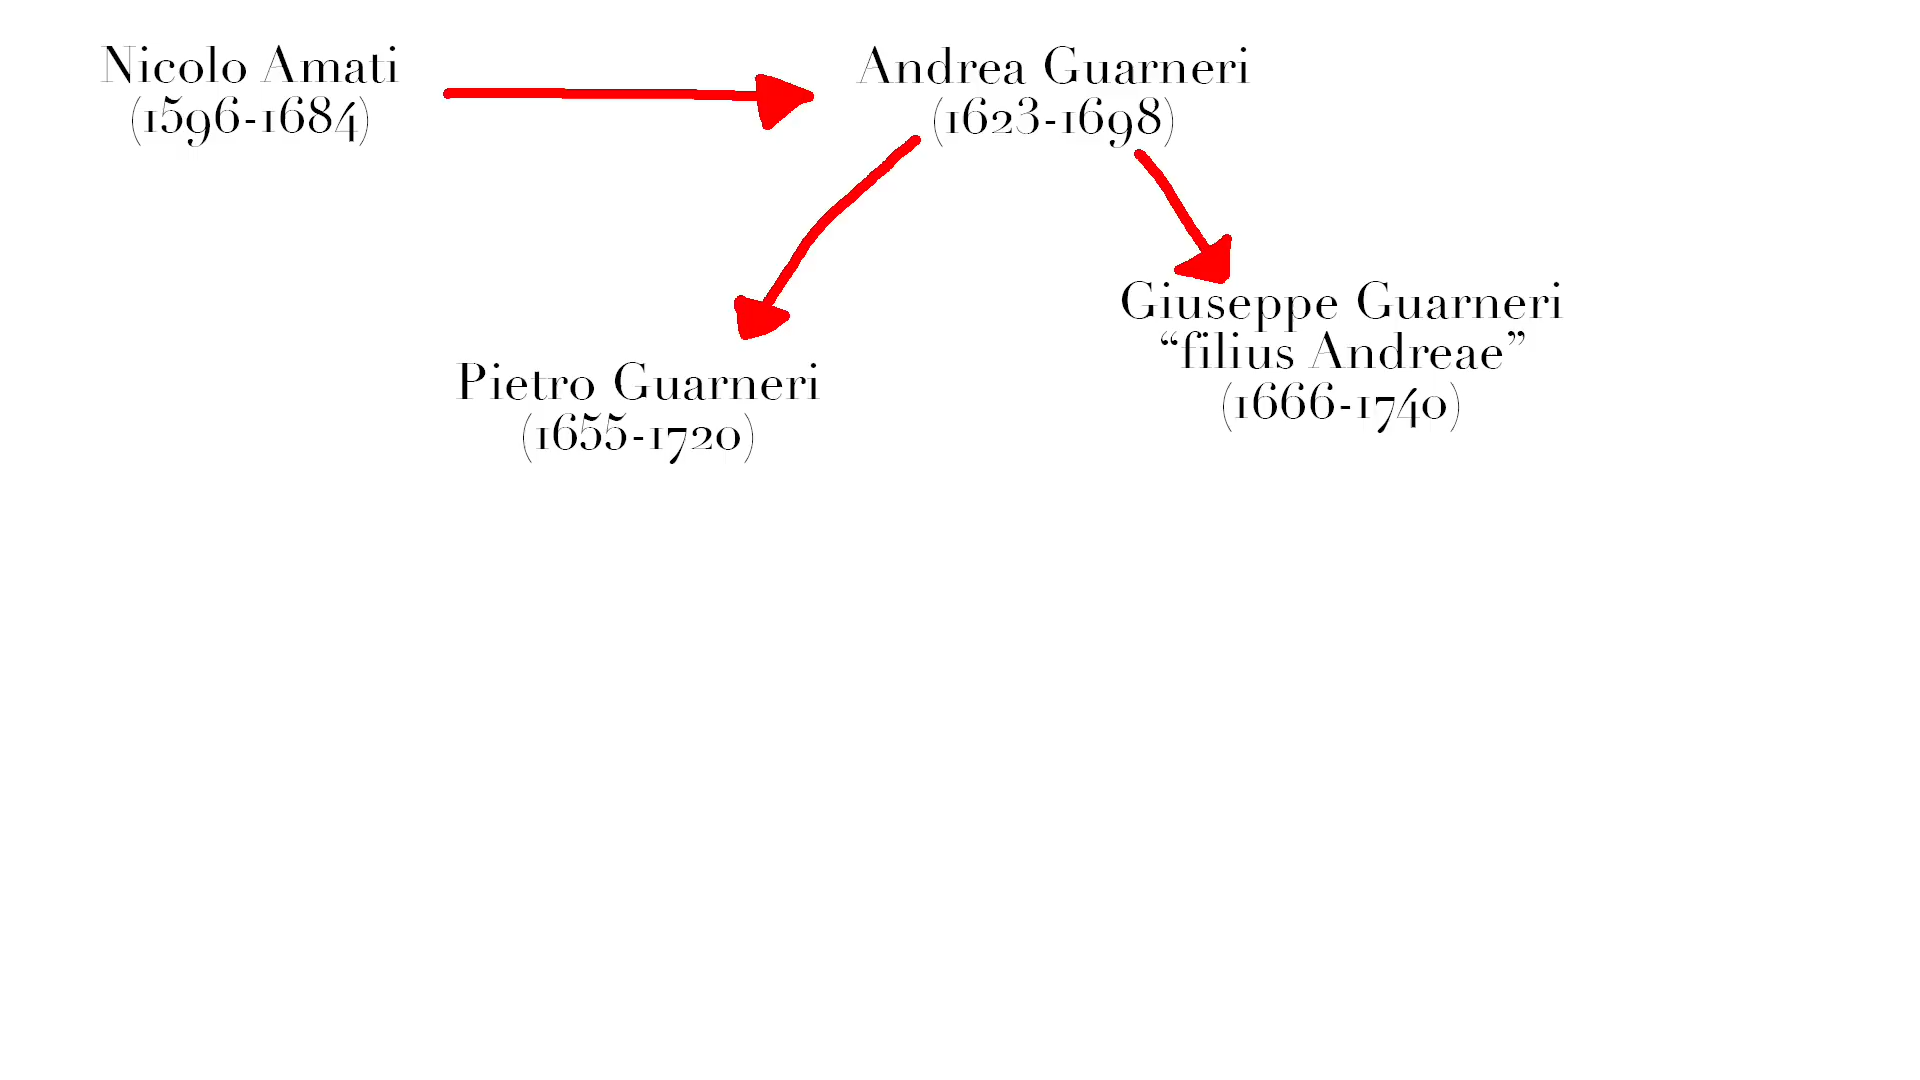 Nicolo Amati
(1596-1684)
Andrea Guarneri
(1623-1698)
Pietro Guarneri
(1655-1720)
Giuseppe Guarneri
“filius Andreae”
(1666-1740)